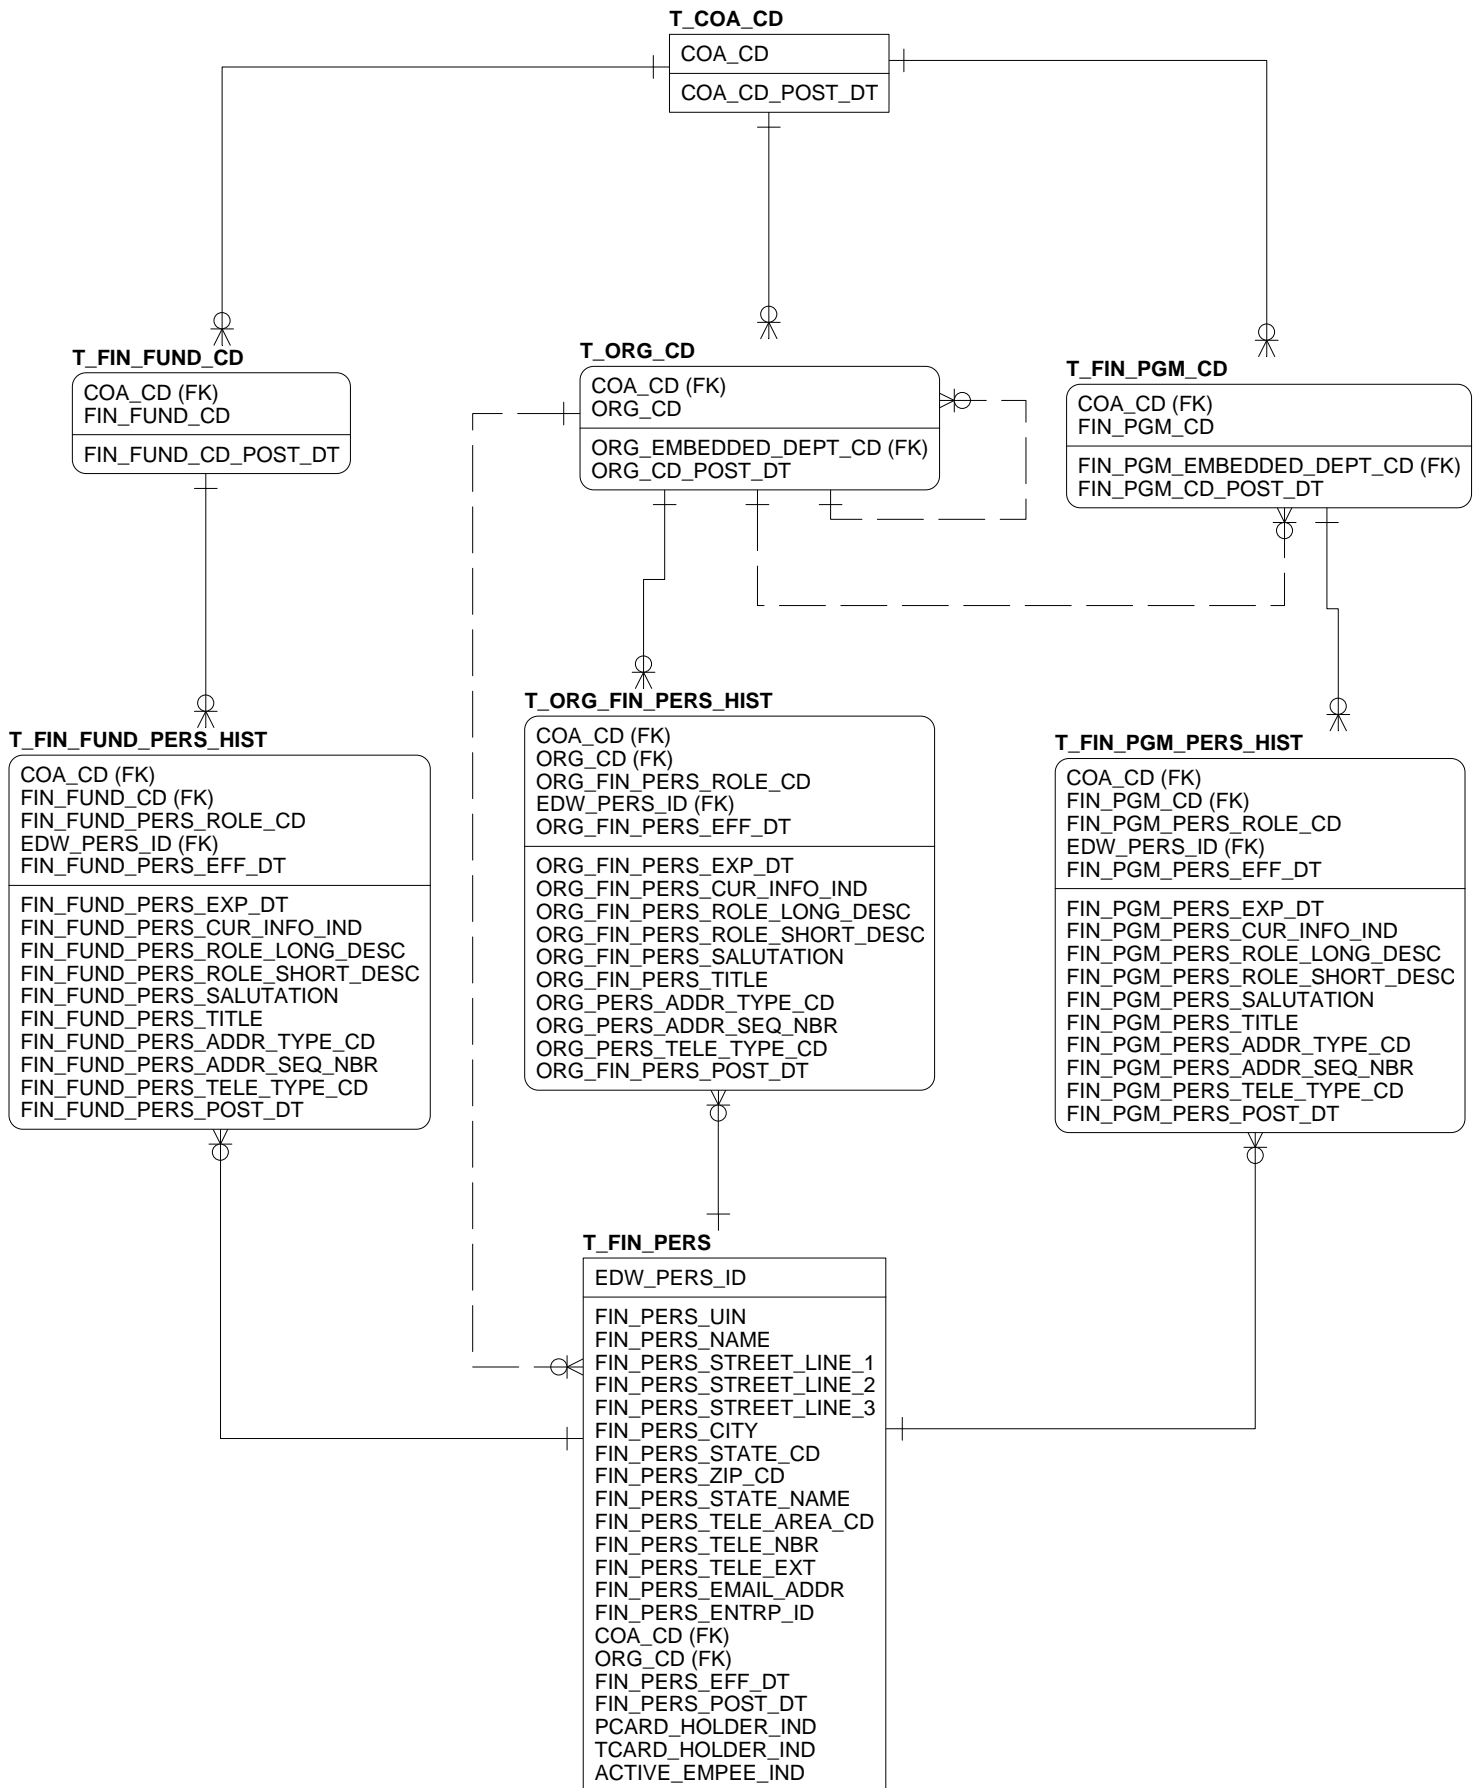 T_COA_CD
COA_CD
COA_CD_POST_DT
T_FIN_FUND_CD
COA_CD (FK)
FIN_FUND_CD
FIN_FUND_CD_POST_DT
T_ORG_CD
COA_CD (FK)
ORG_CD
ORG_EMBEDDED_DEPT_CD (FK)
ORG_CD_POST_DT
T_FIN_PGM_CD
COA_CD (FK)
FIN_PGM_CD
FIN_PGM_EMBEDDED_DEPT_CD (FK)
FIN_PGM_CD_POST_DT
T_FIN_FUND_PERS_HIST
COA_CD (FK)
FIN_FUND_CD (FK)
FIN_FUND_PERS_ROLE_CD
EDW_PERS_ID (FK)
FIN_FUND_PERS_EFF_DT
FIN_FUND_PERS_EXP_DT
FIN_FUND_PERS_CUR_INFO_IND
FIN_FUND_PERS_ROLE_LONG_DESC
FIN_FUND_PERS_ROLE_SHORT_DESC
FIN_FUND_PERS_SALUTATION
FIN_FUND_PERS_TITLE
FIN_FUND_PERS_ADDR_TYPE_CD
FIN_FUND_PERS_ADDR_SEQ_NBR
FIN_FUND_PERS_TELE_TYPE_CD
FIN_FUND_PERS_POST_DT
T_ORG_FIN_PERS_HIST
COA_CD (FK)
ORG_CD (FK)
ORG_FIN_PERS_ROLE_CD
EDW_PERS_ID (FK)
ORG_FIN_PERS_EFF_DT
ORG_FIN_PERS_EXP_DT
ORG_FIN_PERS_CUR_INFO_IND
ORG_FIN_PERS_ROLE_LONG_DESC
ORG_FIN_PERS_ROLE_SHORT_DESC
ORG_FIN_PERS_SALUTATION
ORG_FIN_PERS_TITLE
ORG_PERS_ADDR_TYPE_CD
ORG_PERS_ADDR_SEQ_NBR
ORG_PERS_TELE_TYPE_CD
ORG_FIN_PERS_POST_DT
T_FIN_PGM_PERS_HIST
COA_CD (FK)
FIN_PGM_CD (FK)
FIN_PGM_PERS_ROLE_CD
EDW_PERS_ID (FK)
FIN_PGM_PERS_EFF_DT
FIN_PGM_PERS_EXP_DT
FIN_PGM_PERS_CUR_INFO_IND
FIN_PGM_PERS_ROLE_LONG_DESC
FIN_PGM_PERS_ROLE_SHORT_DESC
FIN_PGM_PERS_SALUTATION
FIN_PGM_PERS_TITLE
FIN_PGM_PERS_ADDR_TYPE_CD
FIN_PGM_PERS_ADDR_SEQ_NBR
FIN_PGM_PERS_TELE_TYPE_CD
FIN_PGM_PERS_POST_DT
T_FIN_PERS
EDW_PERS_ID
FIN_PERS_UIN
FIN_PERS_NAME
FIN_PERS_STREET_LINE_1
FIN_PERS_STREET_LINE_2
FIN_PERS_STREET_LINE_3
FIN_PERS_CITY
FIN_PERS_STATE_CD
FIN_PERS_ZIP_CD
FIN_PERS_STATE_NAME
FIN_PERS_TELE_AREA_CD
FIN_PERS_TELE_NBR
FIN_PERS_TELE_EXT
FIN_PERS_EMAIL_ADDR
FIN_PERS_ENTRP_ID
COA_CD (FK)
ORG_CD (FK)
FIN_PERS_EFF_DT
FIN_PERS_POST_DT
PCARD_HOLDER_IND
TCARD_HOLDER_IND
ACTIVE_EMPEE_IND